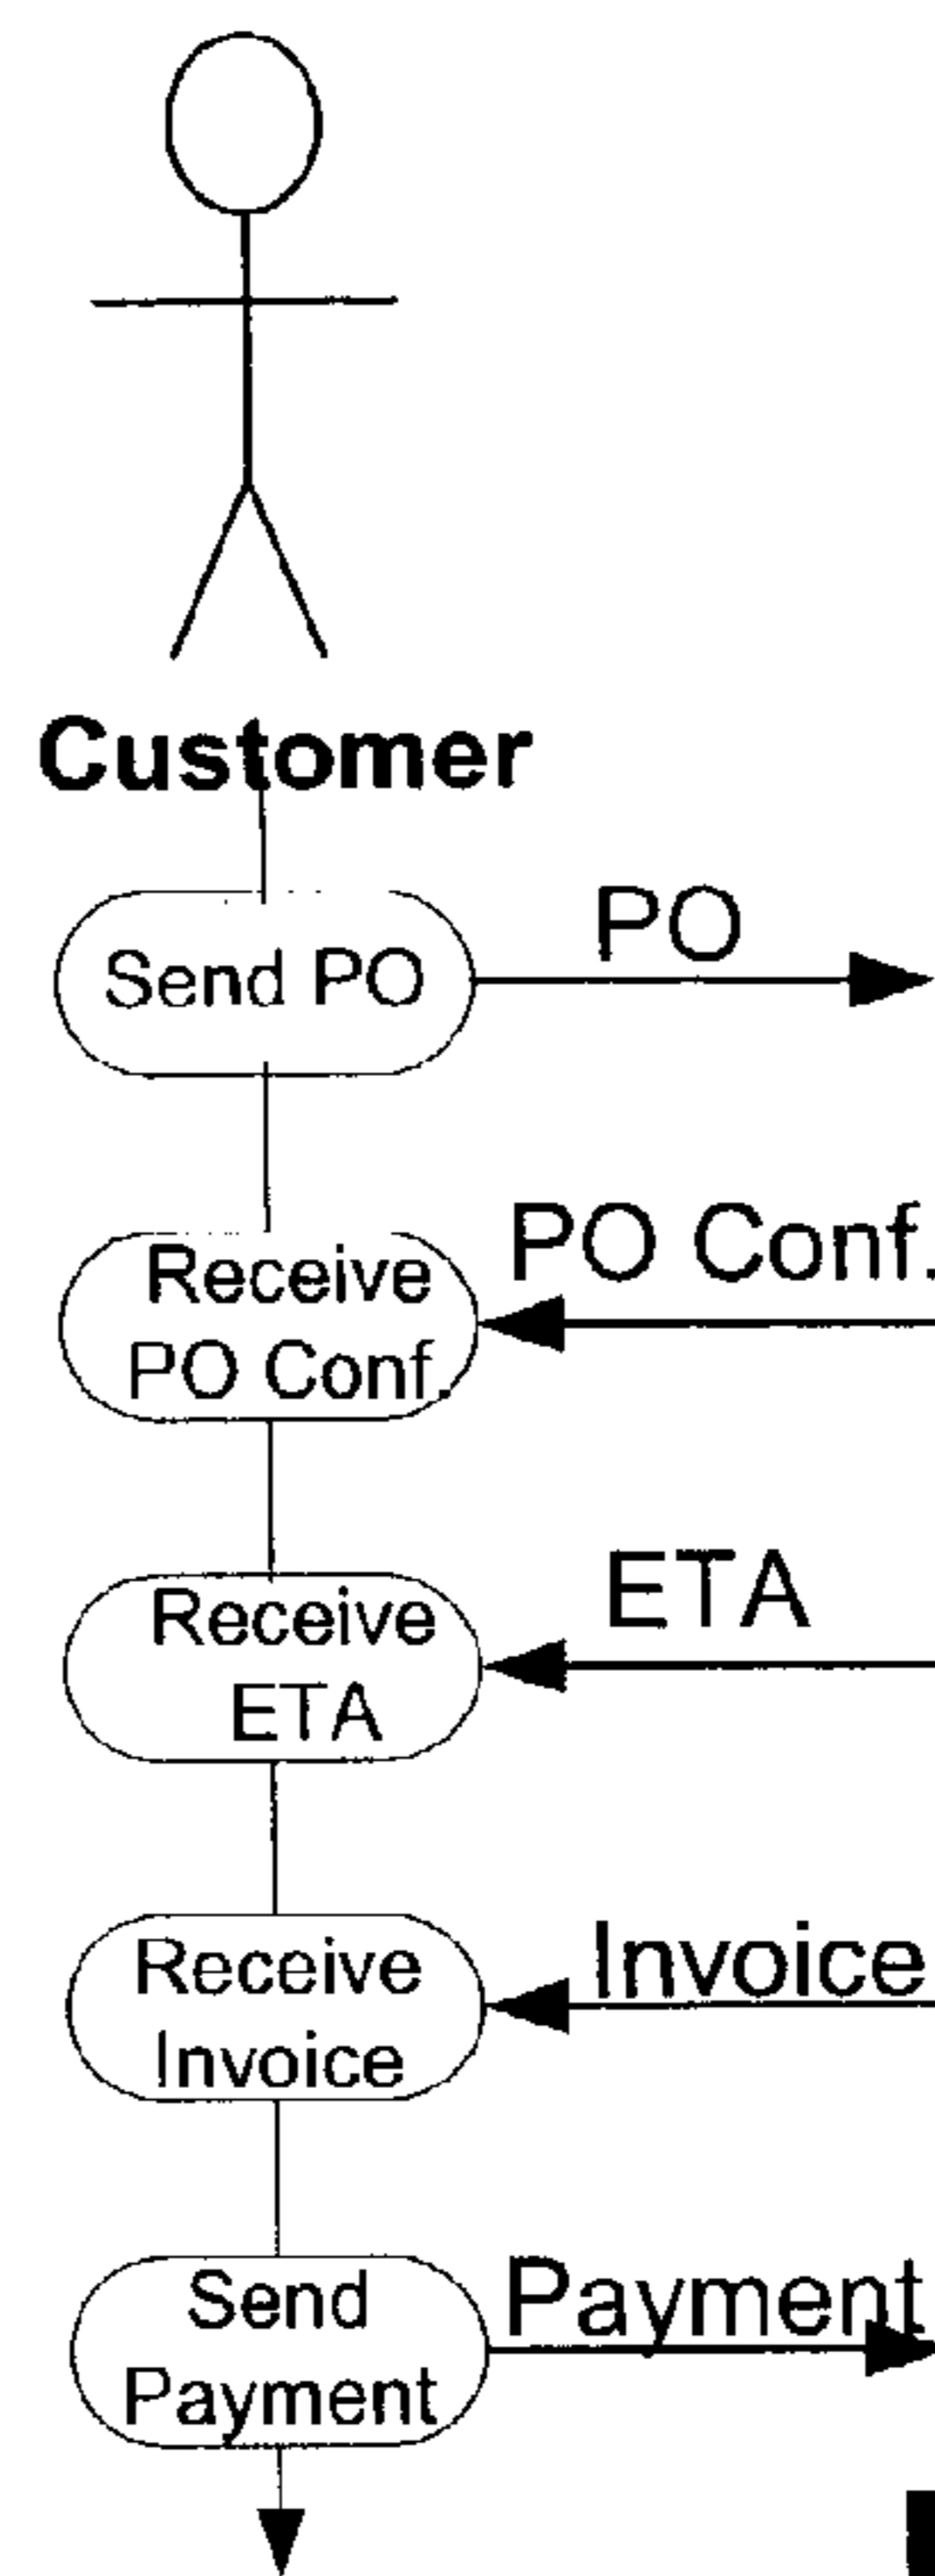 Customer
Send PO
PO
Receive
PO Conf.
PO Conf.
Receive
ETA
ETA
Receive
Invoice
Invoice
Send
Payment
Payment